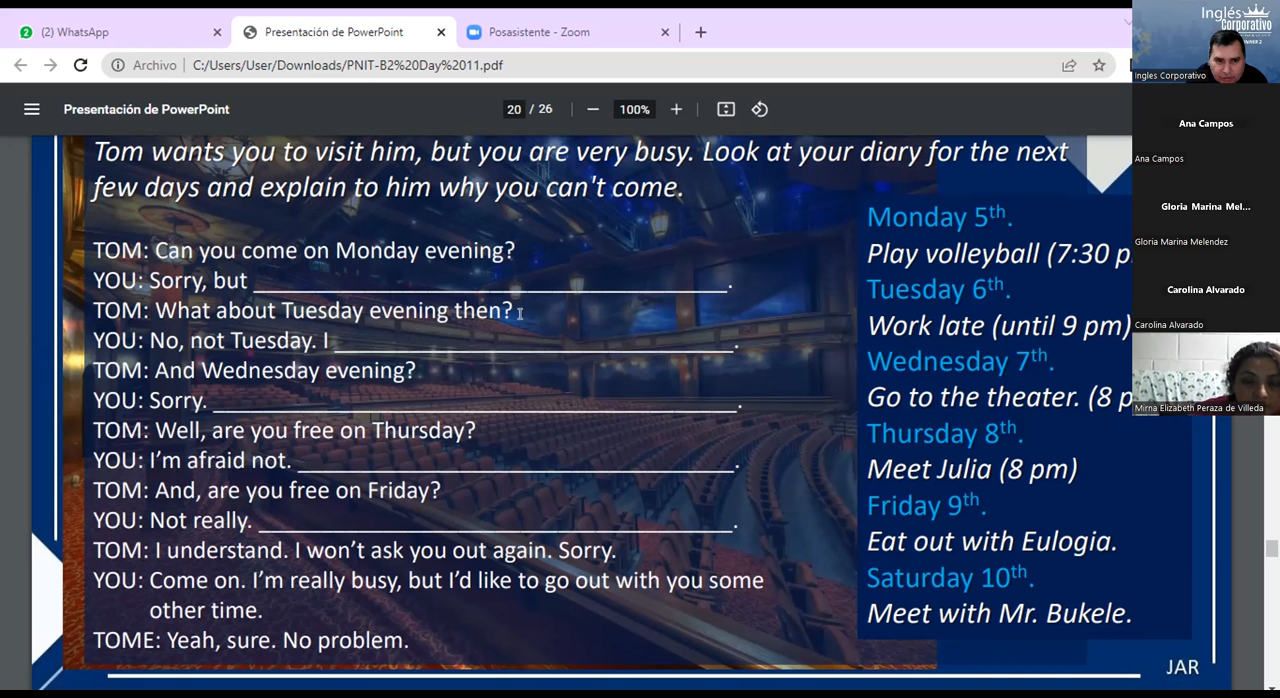 (2) WhatsApp
Presentación de PowerPoint
Posasistente - Zoom
Archivo
C:/Users/User/Downloads/PNIT-B2%20Day%2011.pdf
Presentación de PowerPoint
20 / 26
100%
Tom wants you to visit him, but you are very busy. Look at your diary for the next
few days and explain to him why you can't come.
TOM: Can you come on Monday evening?
YOU: Sorry, but ______________________________.
TOM: What about Tuesday evening then?
YOU: No, not Tuesday. I ______________________________.
TOM: And Wednesday evening?
YOU: Sorry. ______________________________.
TOM: Well, are you free on Thursday?
YOU: I'm afraid not. ______________________________.
TOM: And, are you free on Friday?
YOU: Not really. ______________________________.
TOM: I understand. I won't ask you out again. Sorry.
YOU: Come on. I'm really busy, but I'd like to go out with you some
other time.
TOME: Yeah, sure. No problem.
Monday 5th.
Play volleyball (7:30 p
Tuesday 6th.
Work late (until 9 pm)
Wednesday 7th.
Go to the theater. (8 p
Thursday 8th.
Meet Julia (8 pm)
Friday 9th.
Eat out with Eulogia.
Saturday 10th.
Meet with Mr. Bukele.
JAR
Inglés
Corporativo
Ingles Corporativo
Ana Campos
Ana Campos
Gloria Marina Mel...
Gloria Marina Melendez
Carolina Alvarado
Carolina Alvarado
Mirna Elizabeth Peraza de Villeda